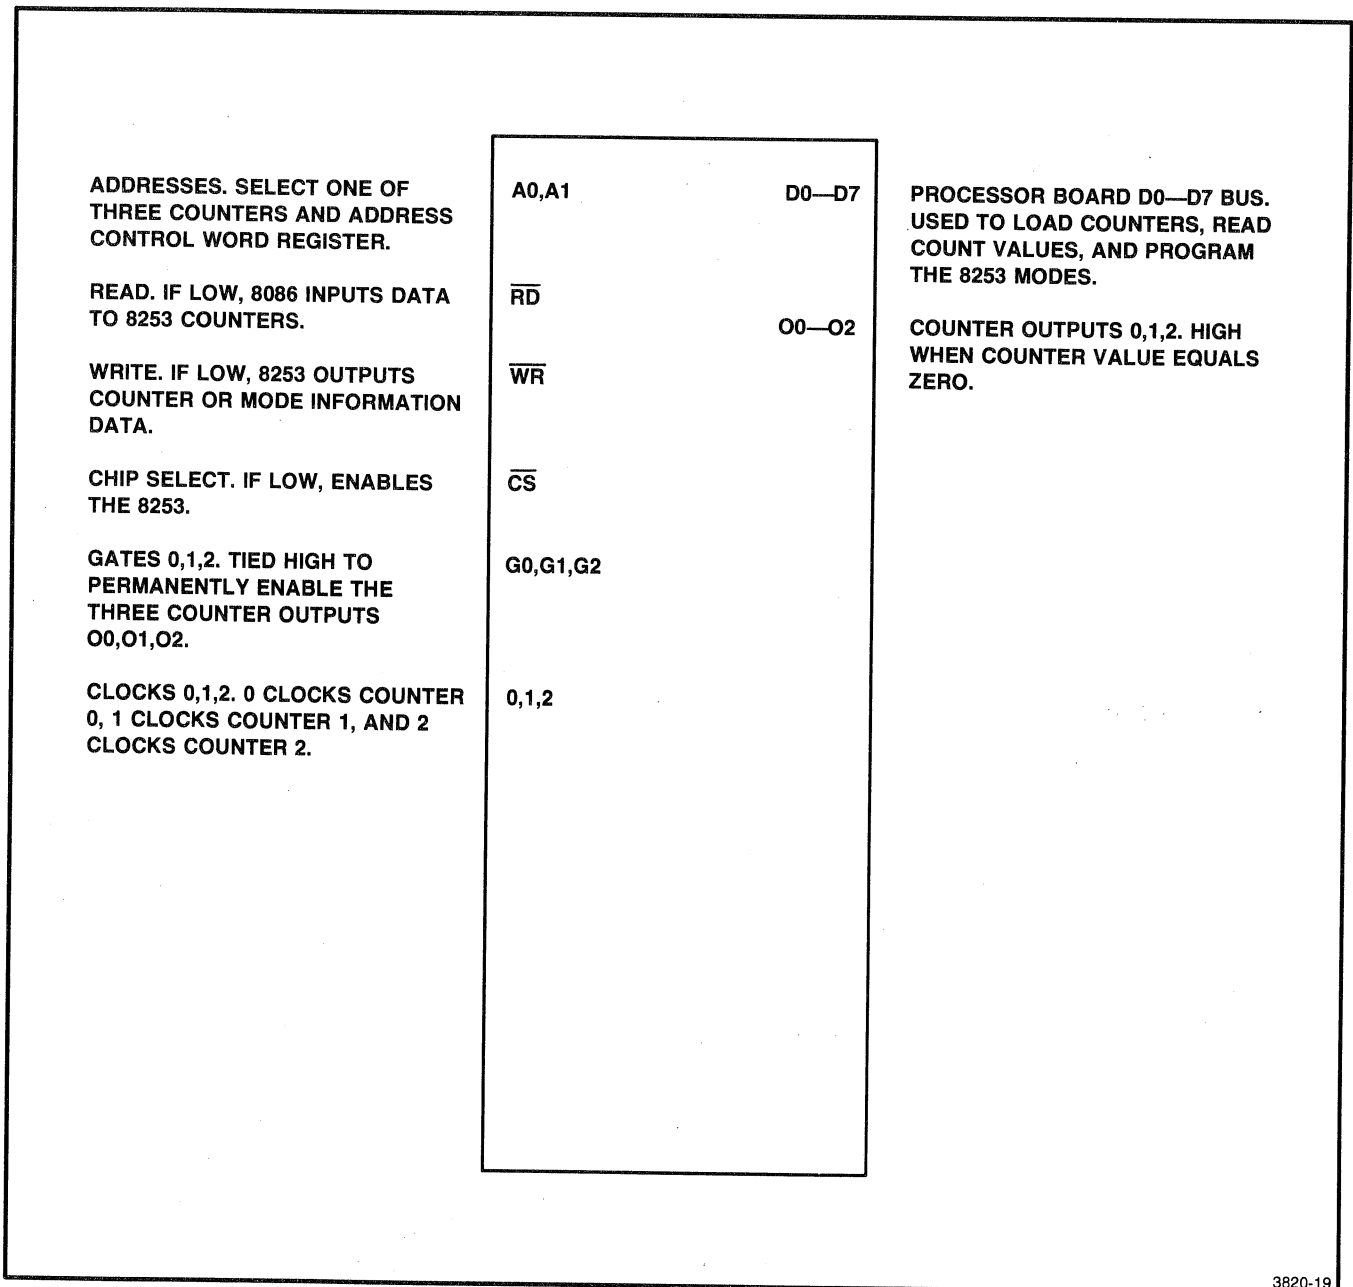 ADDRESSES. SELECT ONE OF
THREE COUNTERS AND ADDRESS
CONTROL WORD REGISTER.
READ. IF LOW, 8086 INPUTS DATA
TO 8253 COUNTERS.
WRITE. IF LOW, 8253 OUTPUTS
COUNTER OR MODE INFORMATION
DATA.
CHIP SELECT. IF LOW, ENABLES
THE 8253.
GATES 0,1,2. TIED HIGH TO
PERMANENTLY ENABLE THE
THREE COUNTER OUTPUTS
O0,O1,O2.
CLOCKS 0,1,2. 0 CLOCKS COUNTER
0, 1 CLOCKS COUNTER 1, AND 2
CLOCKS COUNTER 2.
A0,A1
R̅D̅
W̅R̅
C̅S̅
G0,G1,G2
0,1,2
D0—D7
O0—O2
PROCESSOR BOARD D0—D7 BUS.
USED TO LOAD COUNTERS, READ
COUNT VALUES, AND PROGRAM
THE 8253 MODES.
COUNTER OUTPUTS 0,1,2. HIGH
WHEN COUNTER VALUE EQUALS
ZERO.
3820-19